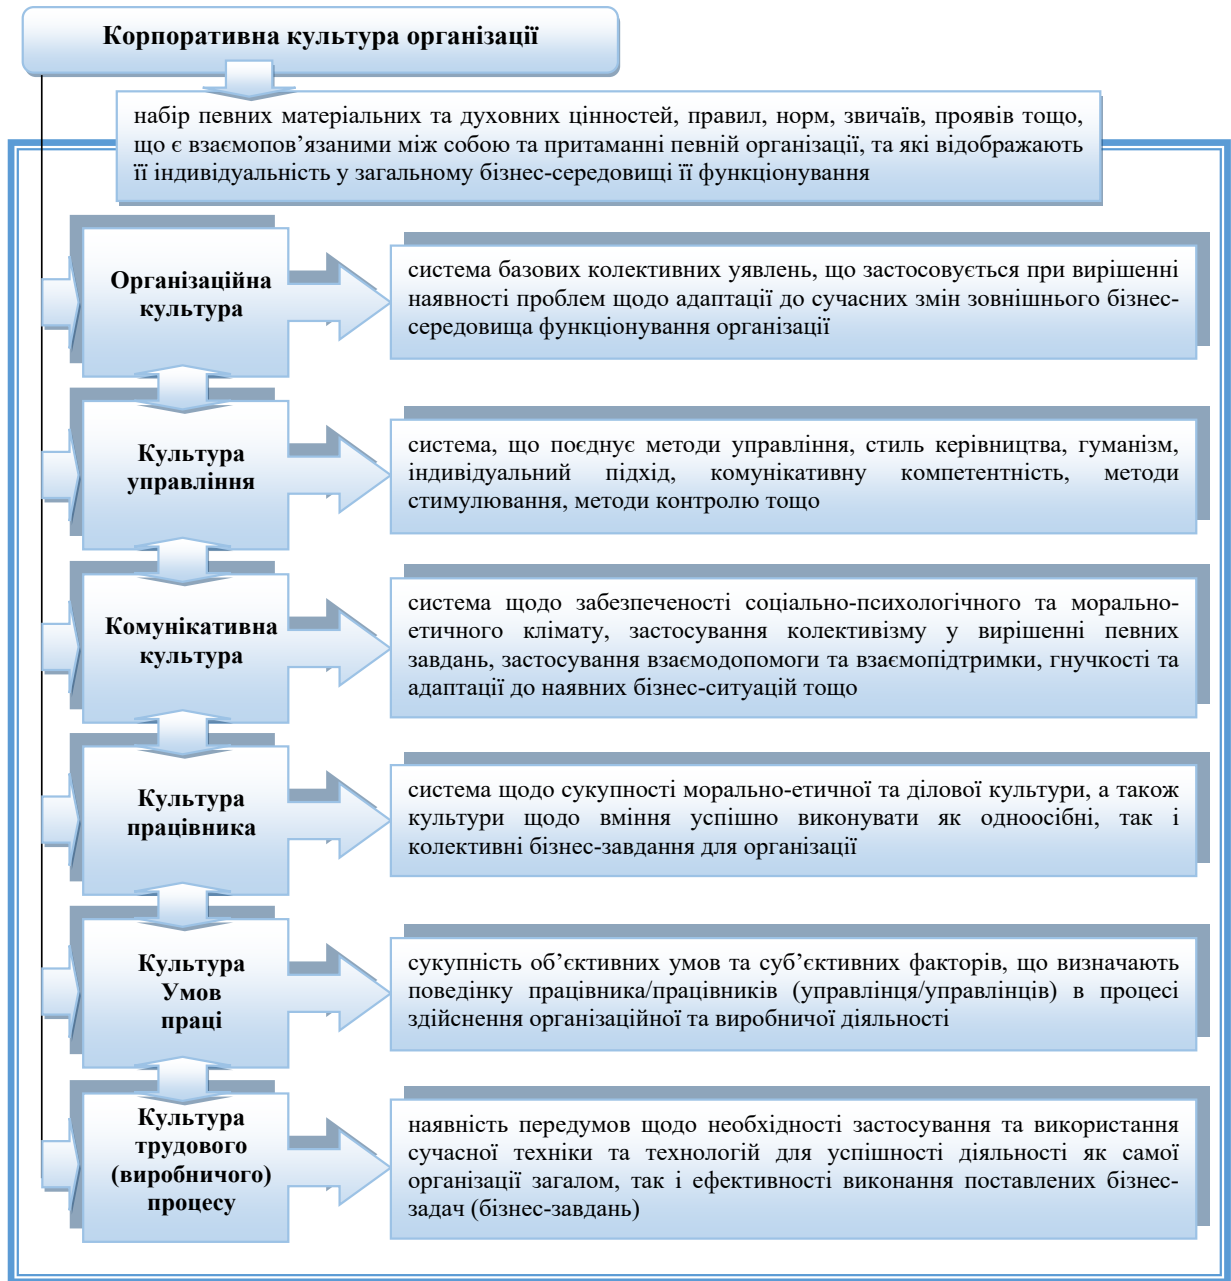 Корпоративна культура організації
набір певних матеріальних та духовних цінностей, правил, норм, звичаїв, проявів тощо,
що є взаємопов’язаними між собою та притаманні певній організації, та які відображають
її індивідуальність у загальному бізнес-середовищі її функціонування
Організаційна
культура
система базових колективних уявлень, що застосовується при вирішенні
наявності проблем щодо адаптації до сучасних змін зовнішнього бізнес-
середовища функціонування організації
Культура
управління
система, що поєднує методи управління, стиль керівництва, гуманізм,
індивідуальний підхід, комунікативну компетентність, методи
стимулювання, методи контролю тощо
Комунікативна
культура
система щодо забезпеченості соціально-психологічного та морально-
етичного клімату, застосування колективізму у вирішенні певних
завдань, застосування взаємодопомоги та взаємопідтримки, гнучкості та
адаптації до наявних бізнес-ситуацій тощо
Культура
працівника
система щодо сукупності морально-етичної та ділової культури, а також
культури щодо вміння успішно виконувати як одноосібні, так і
колективні бізнес-завдання для організації
Культура
Умов
праці
сукупність об’єктивних умов та суб’єктивних факторів, що визначають
поведінку працівника/працівників (управлінця/управлінців) в процесі
здійснення організаційної та виробничої діяльності
Культура
трудового
(виробничого)
процесу
наявність передумов щодо необхідності застосування та використання
сучасної техніки та технологій для успішності діяльності як самої
організації загалом, так і ефективності виконання поставлених бізнес-
задач (бізнес-завдань)